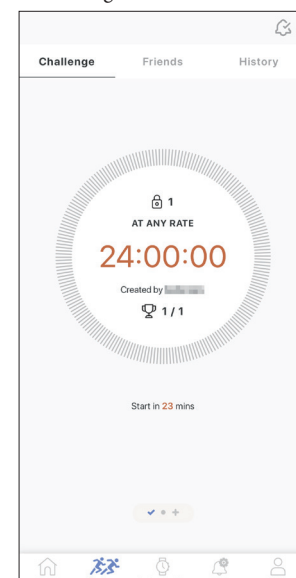 Challenge Friends History
1
AT ANY RATE
24:00:00
Created by
1 / 1
Start in 23 mins